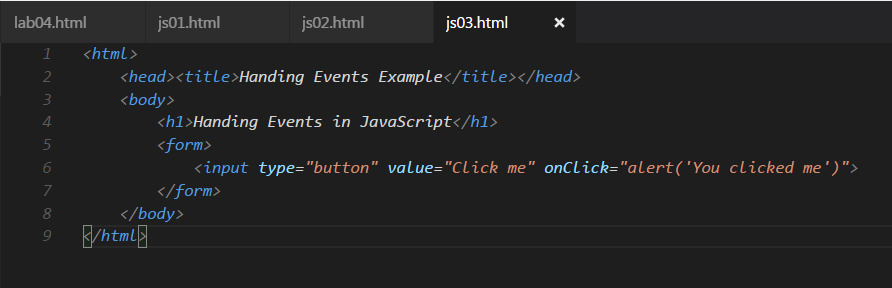 lab04.html js01.html js02.html js03.html ×
1 <html>
2 <head><title>Handing Events Example</title></head>
3 <body>
4 <h1>Handing Events in JavaScript</h1>
5 <form>
6 <input type="button" value="Click me" onClick="alert('You clicked me')">
7 </form>
8 </body>
9 </html>